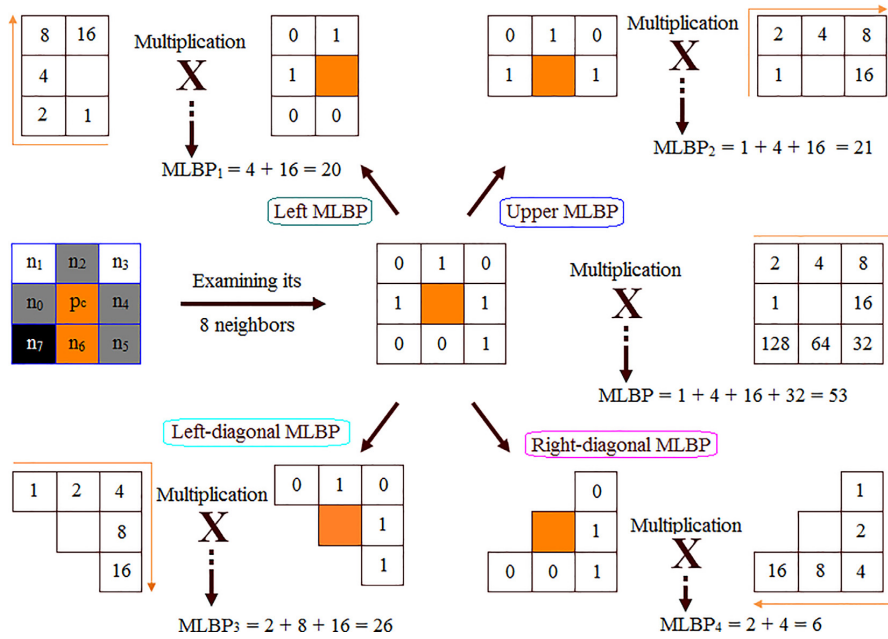 8 16
4
2 1
Multiplication
X
0 1
1
0 0
MLBP₁ = 4 + 16 = 20
0 1 0
1 1
Multiplication
X
2 4 8
1 16
MLBP₂ = 1 + 4 + 16 = 21
Left MLBP
Upper MLBP
n₁ n₂ n₃
n₀ pc n₄
n₇ n₆ n₅
Examining its
8 neighbors
0 1 0
1 1
0 0 1
Multiplication
X
2 4 8
1 16
128 64 32
MLBP = 1 + 4 + 16 + 32 = 53
Left-diagonal MLBP
Right-diagonal MLBP
1 2 4
8
16
Multiplication
X
0 1 0
1
1
MLBP₃ = 2 + 8 + 16 = 26
0
1
0 0 1
Multiplication
X
1
2
16 8 4
MLBP₄ = 2 + 4 = 6